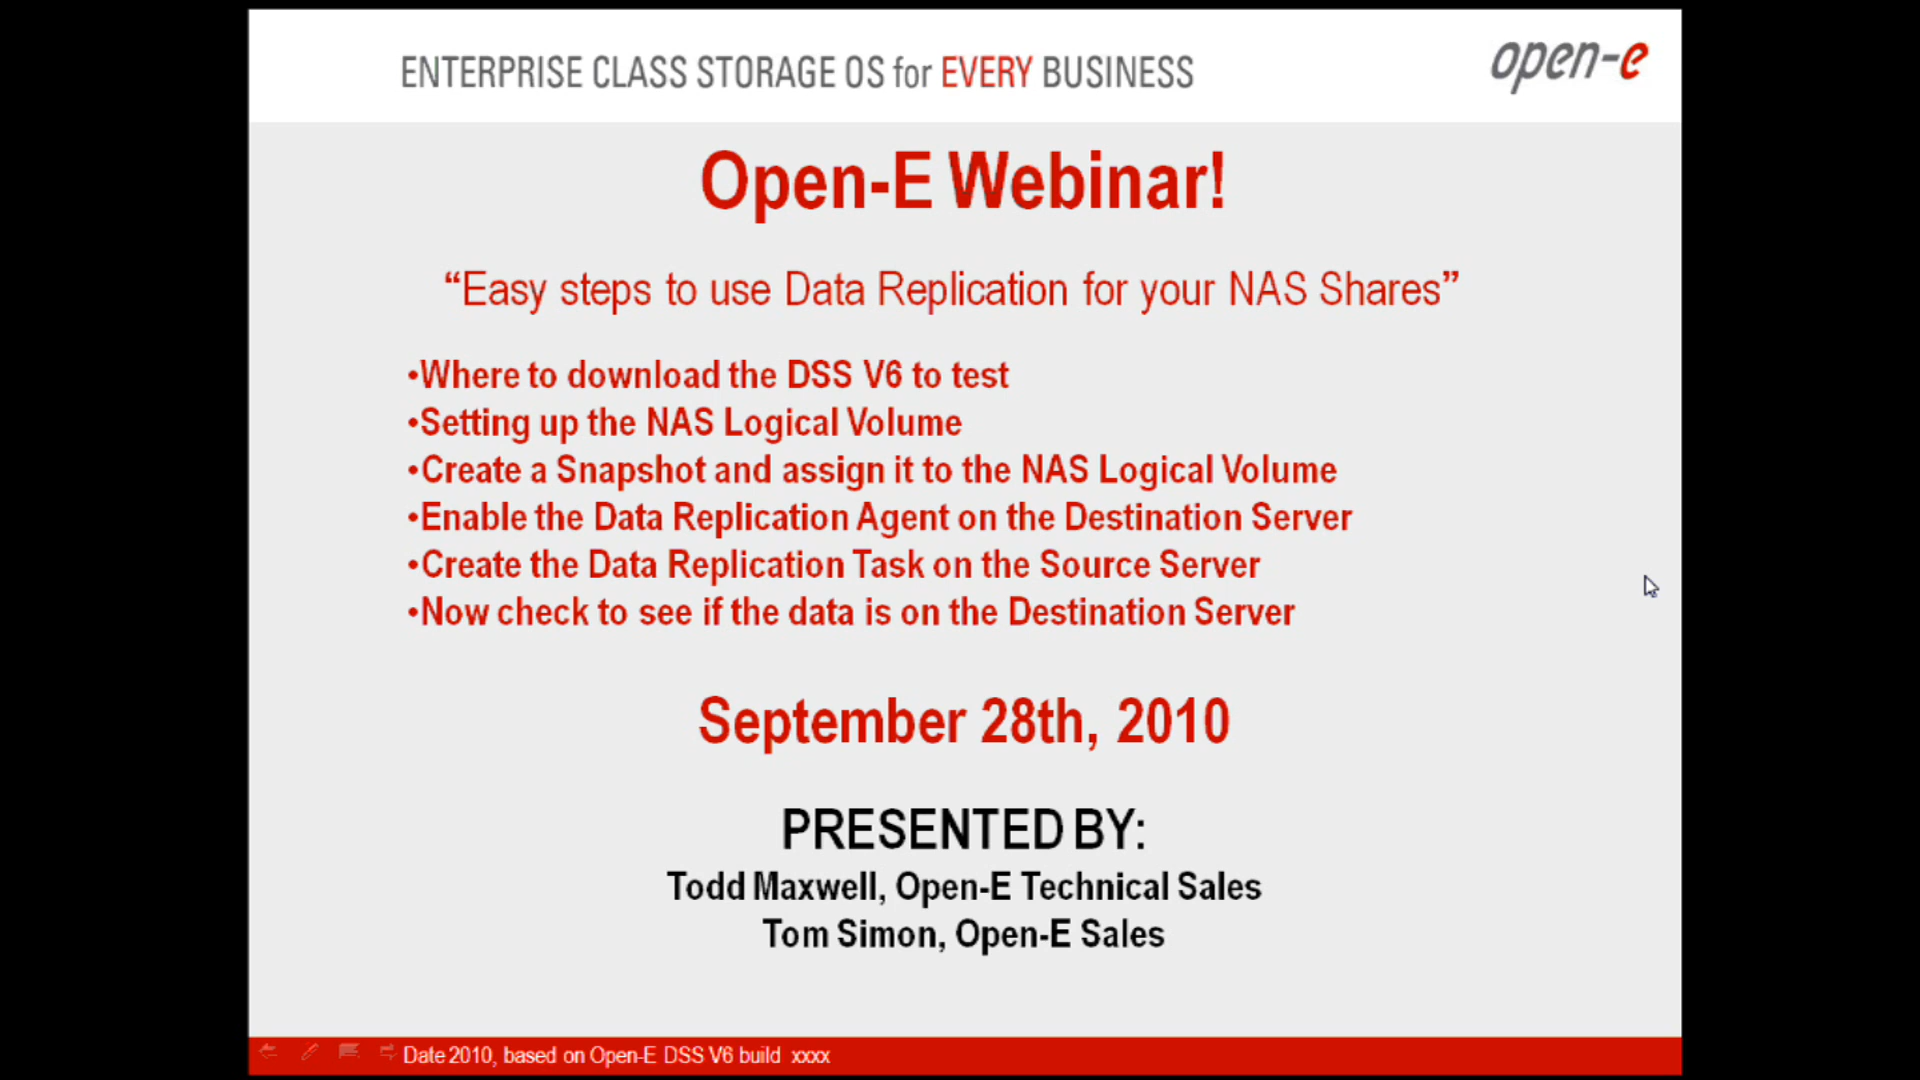 ENTERPRISE CLASS STORAGE OS for EVERY BUSINESS
open-e
Open-E Webinar!
“Easy steps to use Data Replication for your NAS Shares”
•Where to download the DSS V6 to test
•Setting up the NAS Logical Volume
•Create a Snapshot and assign it to the NAS Logical Volume
•Enable the Data Replication Agent on the Destination Server
•Create the Data Replication Task on the Source Server
•Now check to see if the data is on the Destination Server
September 28th, 2010
PRESENTED BY:
Todd Maxwell, Open-E Technical Sales
Tom Simon, Open-E Sales
Date 2010, based on Open-E DSS V6 build xxxx